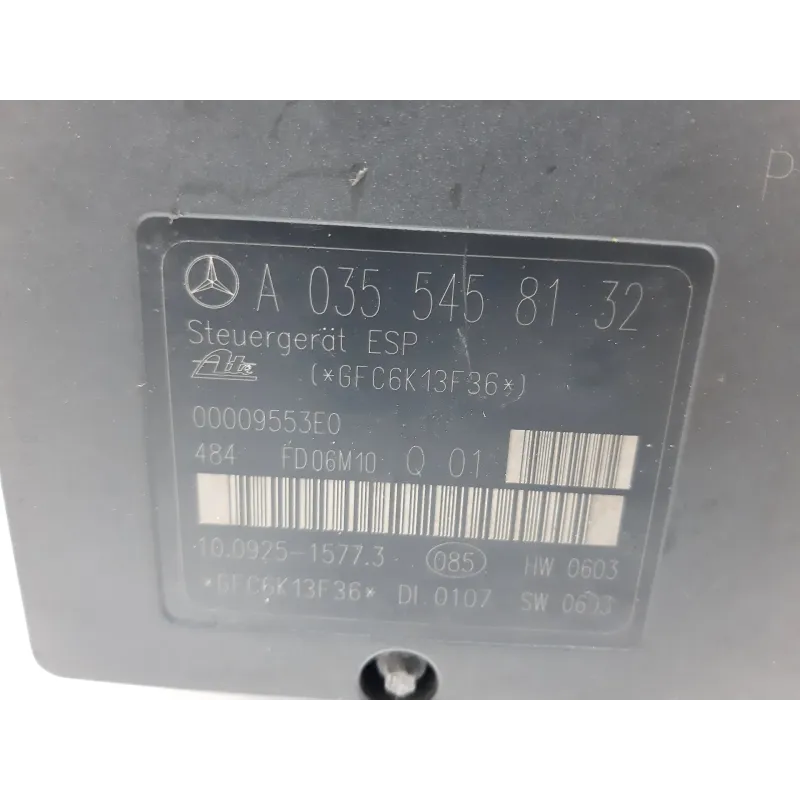 A 035 545 81 32
Steuergerät ESP
Ate (*GFC6K13F36*)
00009553E0
484 FD06M10 Q 01
10.0925-1577.3 085 HW 0603
*GFC6K13F36* DI 0107 SW 0603
P